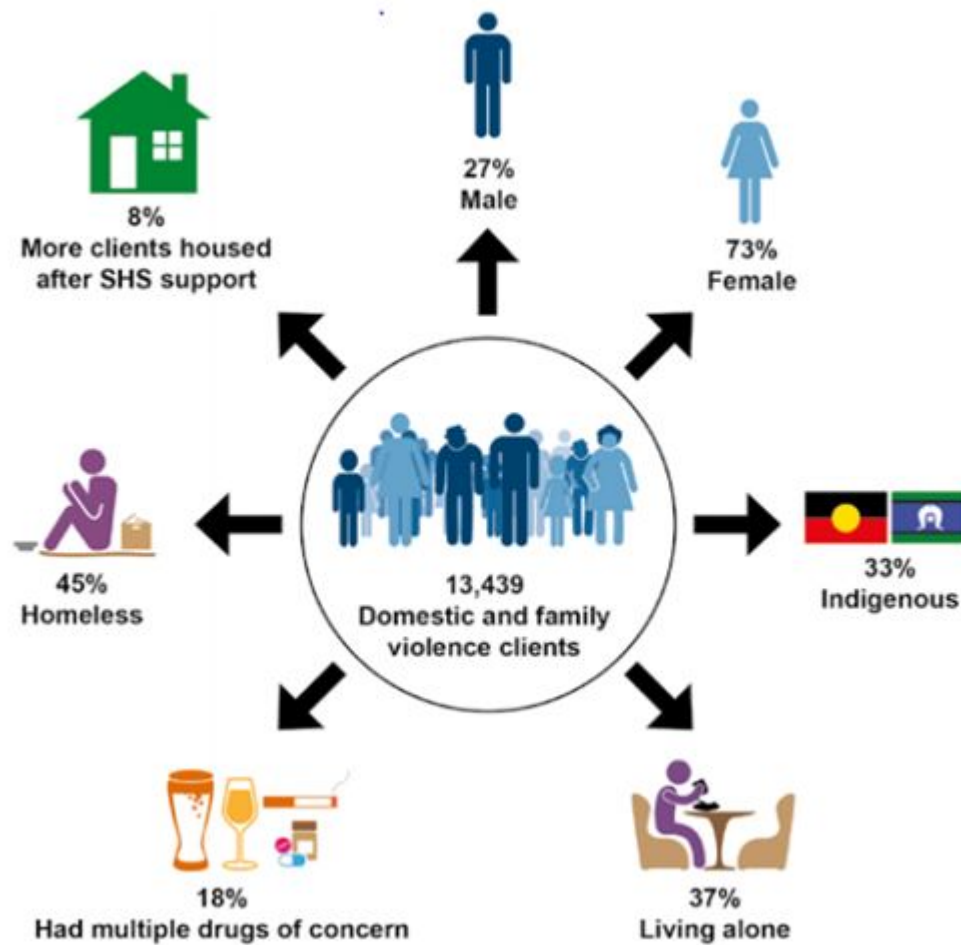 27%
Male
73%
Female
8%
More clients housed
after SHS support
13,439
Domestic and family
violence clients
33%
Indigenous
45%
Homeless
18%
Had multiple drugs of concern
37%
Living alone